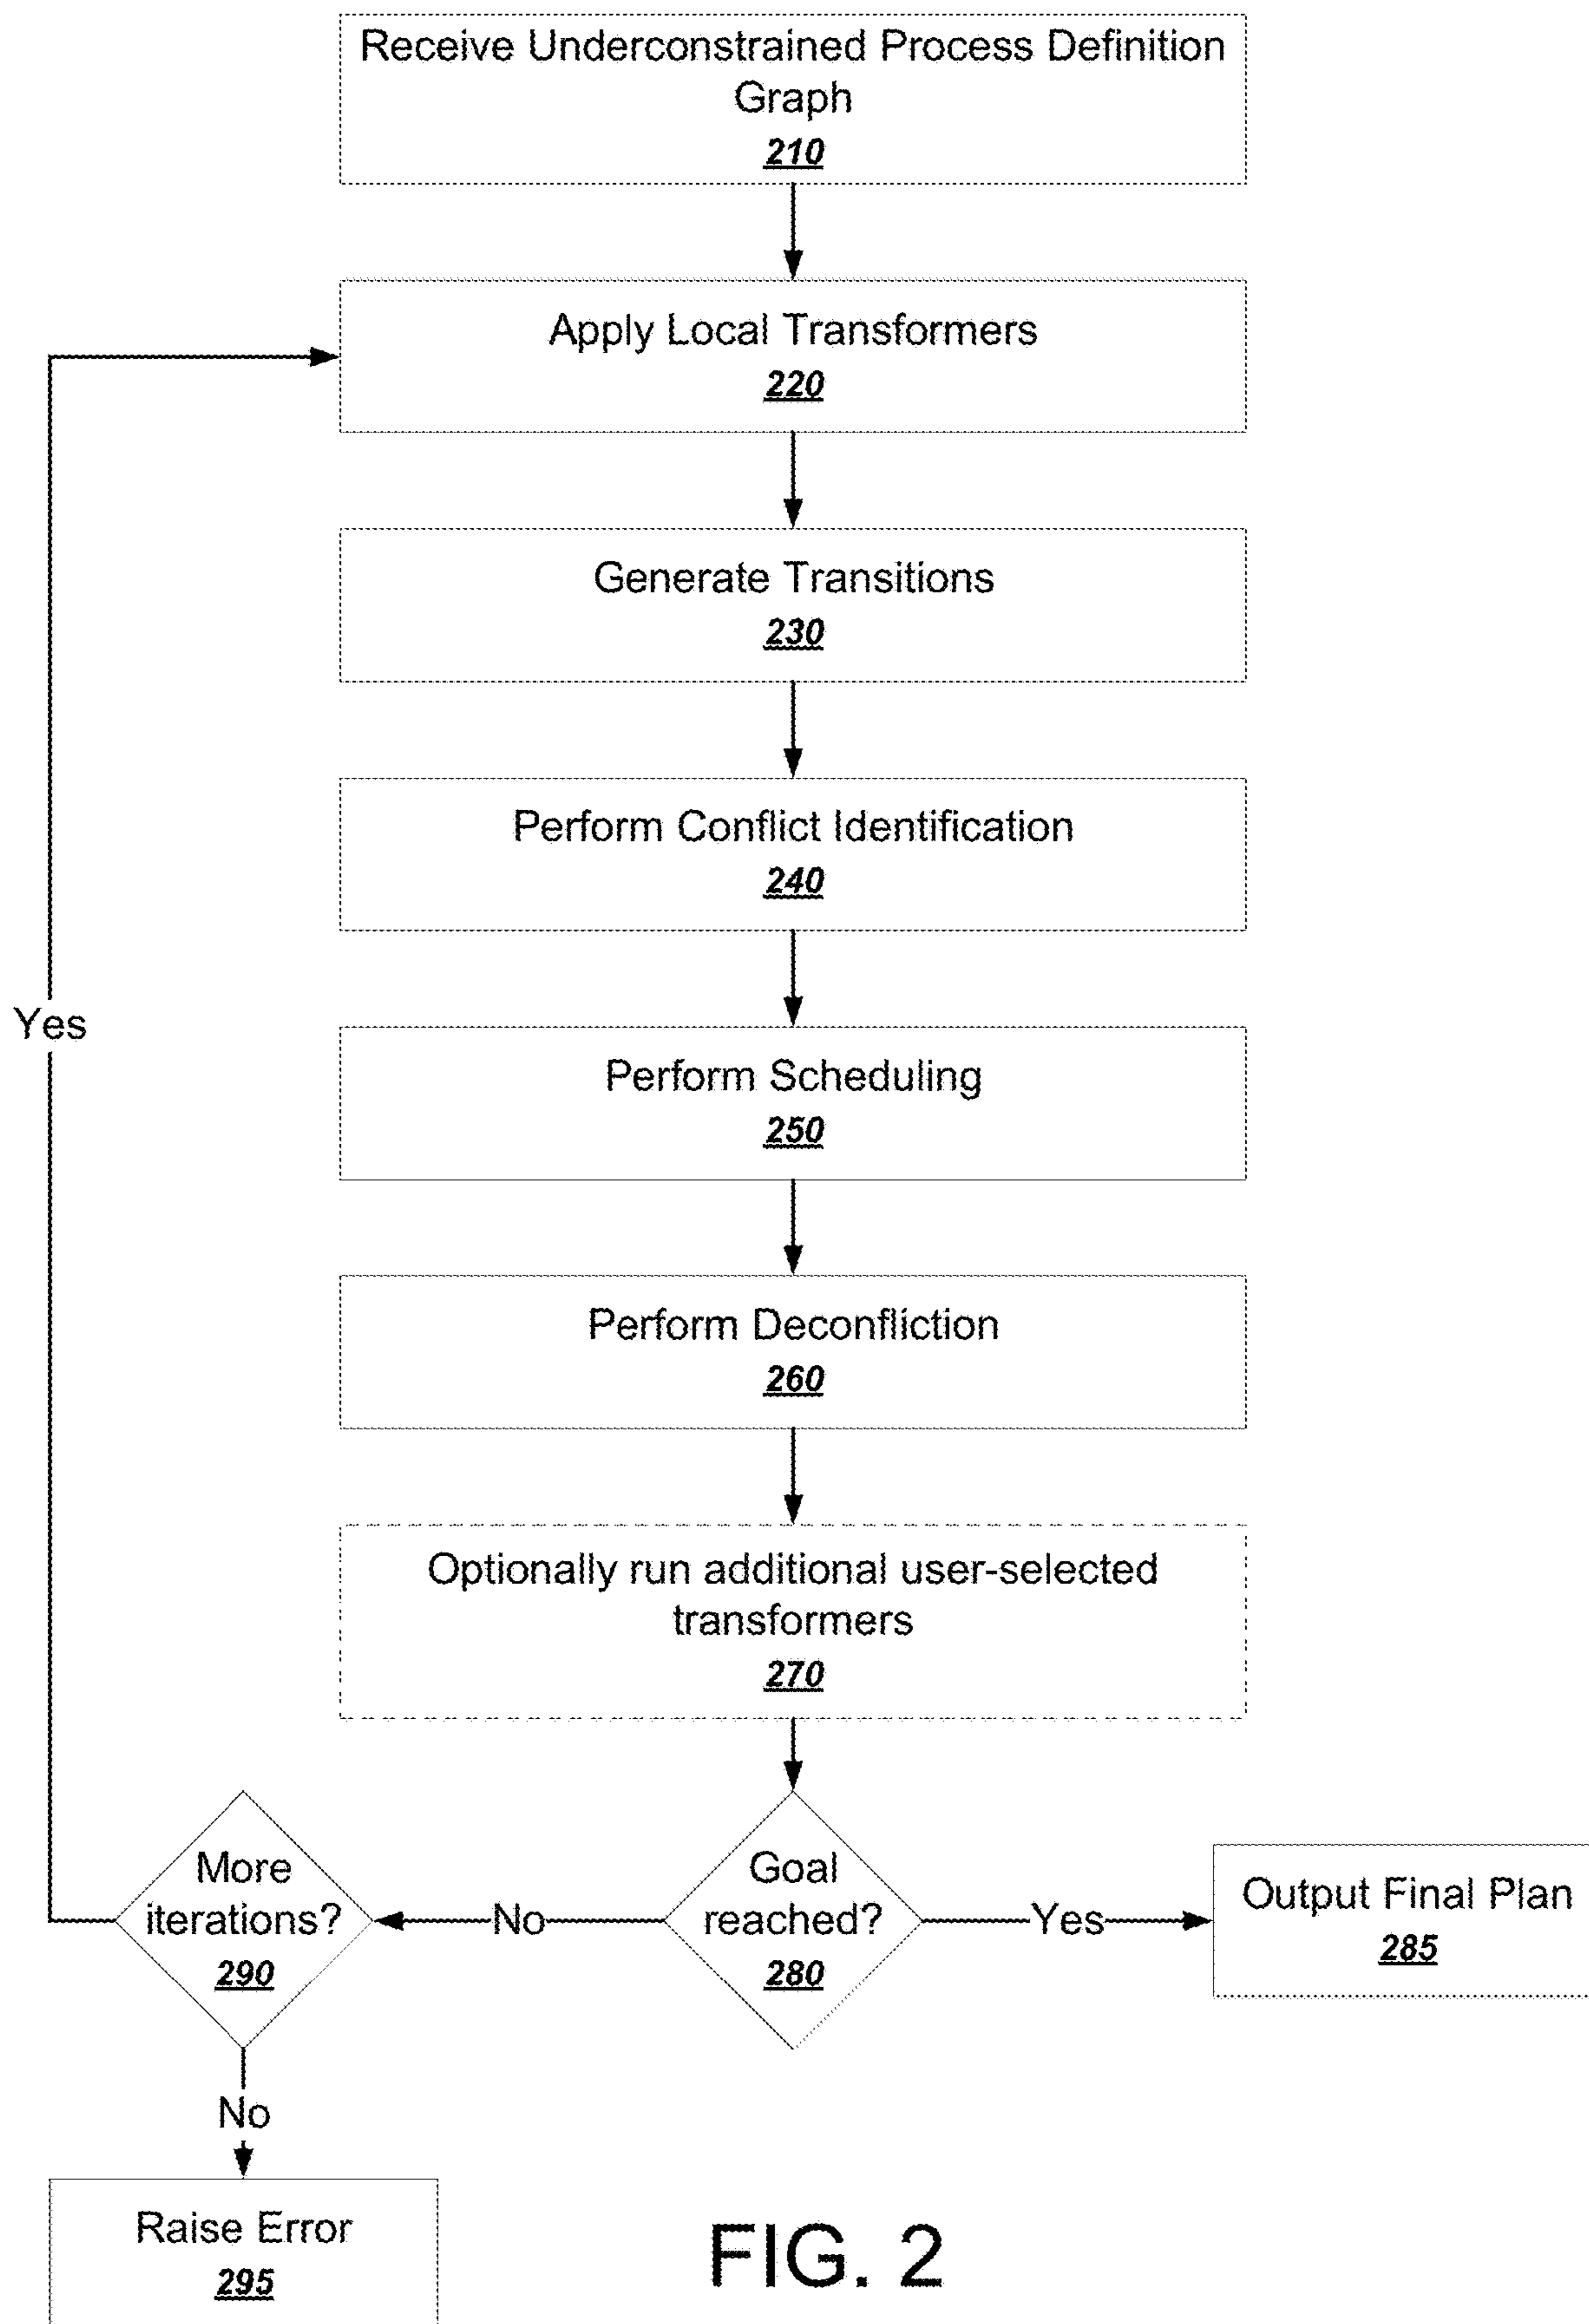 Receive Underconstrained Process Definition
Graph
210
Apply Local Transformers
220
Generate Transitions
230
Perform Conflict Identification
240
Yes
Perform Scheduling
250
Perform Deconfliction
260
Optionally run additional user-selected
transformers
270
More
iterations?
290
No
Goal
reached?
280
Yes
Output Final Plan
285
No
Raise Error
295
FIG. 2